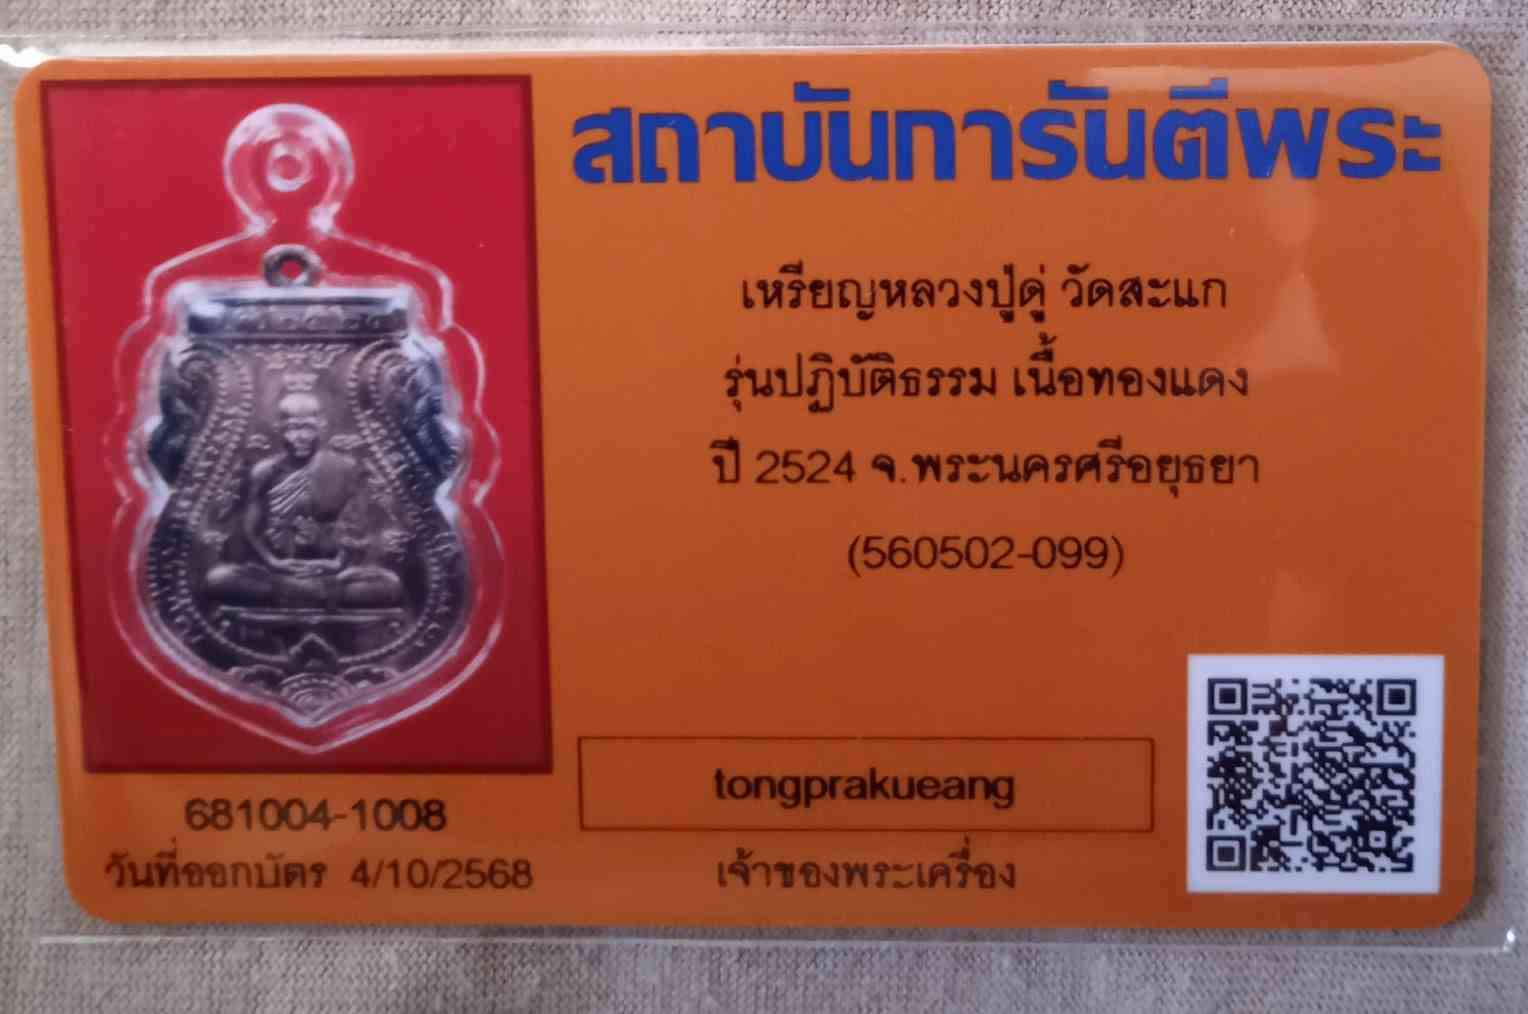 สถาบันการันตีพระ
เหรียญหลวงปู่ดู่ วัดสะแก
รุ่นปฏิบัติธรรม เนื้อทองแดง
ปี 2524 จ.พระนครศรีอยุธยา
(560502-099)
tongprakueang
เจ้าของพระเครื่อง
681004-1008
วันที่ออกบัตร 4/10/2568